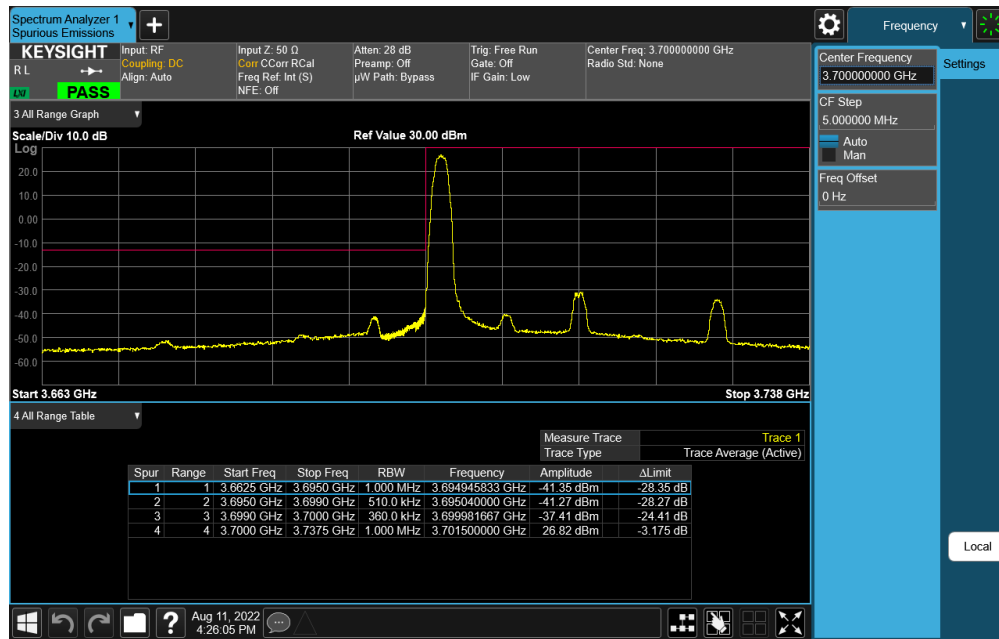 Spectrum Analyzer 1
Spurious Emissions
Frequency
KEYSIGHT
R L
LXI
PASS
Input: RF
Coupling: DC
Align: Auto
Input Z: 50 Ω
Corr CCorr RCal
Freq Ref: Int (S)
NFE: Off
Atten: 28 dB
Preamp: Off
µW Path: Bypass
Trig: Free Run
Gate: Off
IF Gain: Low
Center Freq: 3.700000000 GHz
Radio Std: None
Center Frequency
3.700000000 GHz
Settings
CF Step
5.000000 MHz
Auto
Man
Freq Offset
0 Hz
3 All Range Graph
Scale/Div 10.0 dB
Ref Value 30.00 dBm
Log
20.0
10.0
0.00
-10.0
-20.0
-30.0
-40.0
-50.0
-60.0
Start 3.663 GHz
Stop 3.738 GHz
4 All Range Table
Measure Trace Trace 1
Trace Type Trace Average (Active)
Spur Range Start Freq Stop Freq RBW Frequency Amplitude ΔLimit
1 1 3.6625 GHz 3.6950 GHz 1.000 MHz 3.694945833 GHz -41.35 dBm -28.35 dB
2 2 3.6950 GHz 3.6990 GHz 510.0 kHz 3.695040000 GHz -41.27 dBm -28.27 dB
3 3 3.6990 GHz 3.7000 GHz 360.0 kHz 3.699981667 GHz -37.41 dBm -24.41 dB
4 4 3.7000 GHz 3.7375 GHz 1.000 MHz 3.701500000 GHz 26.82 dBm -3.175 dB
Local
Aug 11, 2022
4:26:05 PM